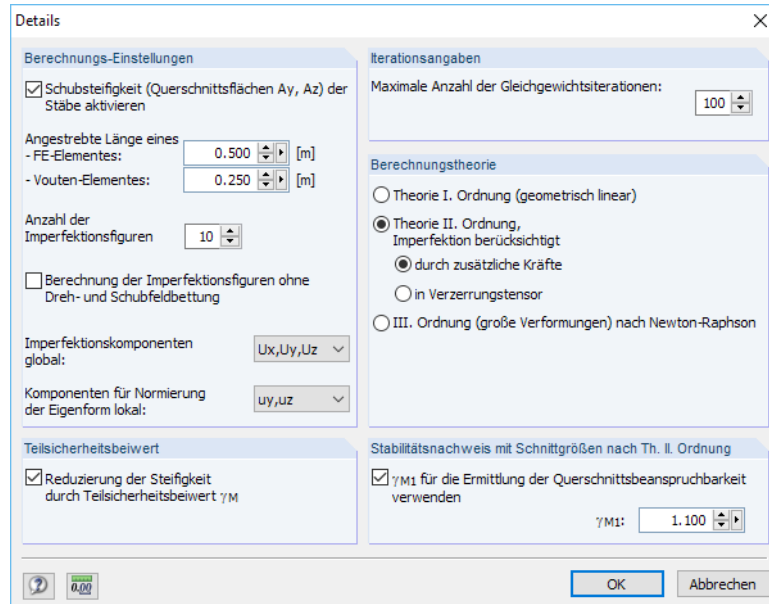 Details
Berechnungs-Einstellungen
Schubsteifigkeit (Querschnittsflächen Ay, Az) der
Stäbe aktivieren
Angestrebte Länge eines
- FE-Elementes: 0.500 [m]
- Vouten-Elementes: 0.250 [m]
Anzahl der
Imperfektionsfiguren 10
Berechnung der Imperfektionsfiguren ohne
Dreh- und Schubfeldbettung
Imperfektionskomponenten
global: Ux,Uy,Uz
Komponenten für Normierung
der Eigenform lokal: uy,uz
Teilsicherheitsbeiwert
Reduzierung der Steifigkeit
durch Teilsicherheitsbeiwert γM
Iterationsangaben
Maximale Anzahl der Gleichgewichtsiterationen:
100
Berechnungstheorie
Theorie I. Ordnung (geometrisch linear)
Theorie II. Ordnung,
Imperfektion berücksichtigt
durch zusätzliche Kräfte
in Verzerrungstensor
III. Ordnung (große Verformungen) nach Newton-Raphson
Stabilitätsnachweis mit Schnittgrößen nach Th. II. Ordnung
γM1 für die Ermittlung der Querschnittsbeanspruchbarkeit
verwenden
γM1: 1.100
0.00
OK
Abbrechen